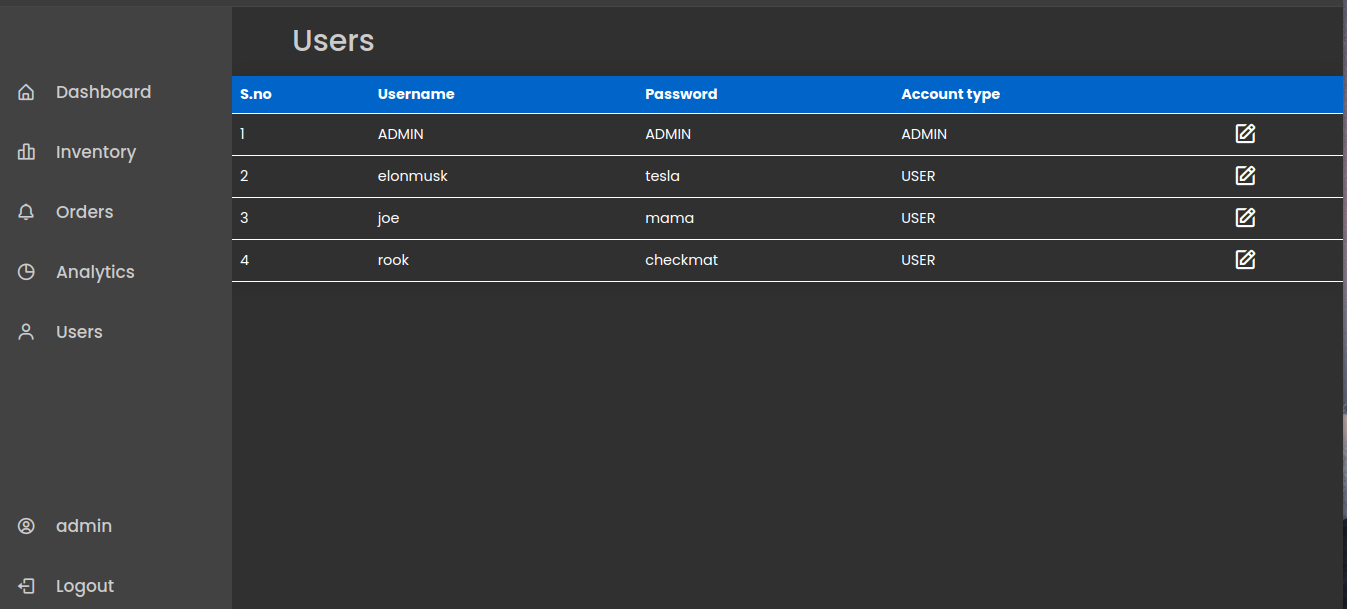 Users
Dashboard
Inventory
Orders
Analytics
Users
admin
Logout
S.no Username Password Account type
1 ADMIN ADMIN ADMIN
2 elonmusk tesla USER
3 joe mama USER
4 rook checkmat USER